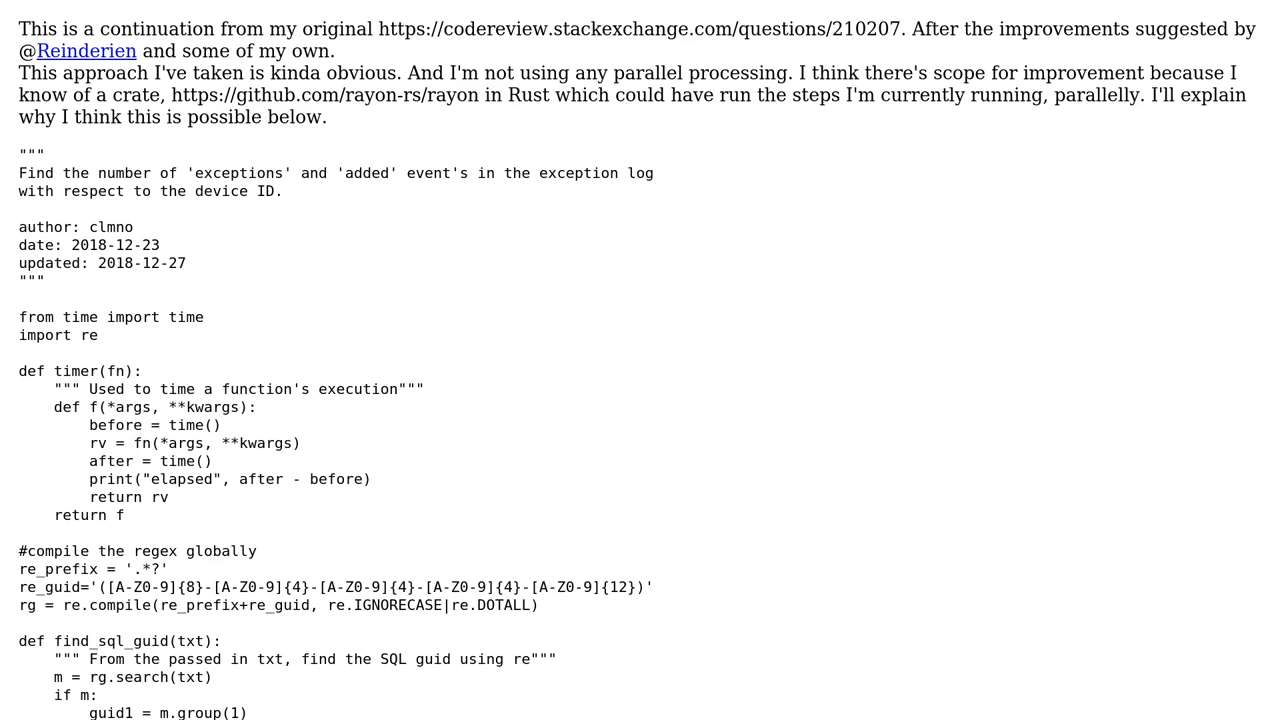 This is a continuation from my original https://codereview.stackexchange.com/questions/210207. After the improvements suggested by
@Reinderien and some of my own.
This approach I've taken is kinda obvious. And I'm not using any parallel processing. I think there's scope for improvement because I
know of a crate, https://github.com/rayon-rs/rayon in Rust which could have run the steps I'm currently running, parallelly. I'll explain
why I think this is possible below.

"""
Find the number of 'exceptions' and 'added' event's in the exception log
with respect to the device ID.

author: clmno
date: 2018-12-23
updated: 2018-12-27
"""

from time import time
import re

def timer(fn):
    """ Used to time a function's execution"""
    def f(*args, **kwargs):
        before = time()
        rv = fn(*args, **kwargs)
        after = time()
        print("elapsed", after - before)
        return rv
    return f

#compile the regex globally
re_prefix = '.*?'
re_guid='([A-Z0-9]{8}-[A-Z0-9]{4}-[A-Z0-9]{4}-[A-Z0-9]{4}-[A-Z0-9]{12})'
rg = re.compile(re_prefix+re_guid, re.IGNORECASE|re.DOTALL)

def find_sql_guid(txt):
    """ From the passed in txt, find the SQL guid using re"""
    m = rg.search(txt)
    if m:
        guid1 = m.group(1)